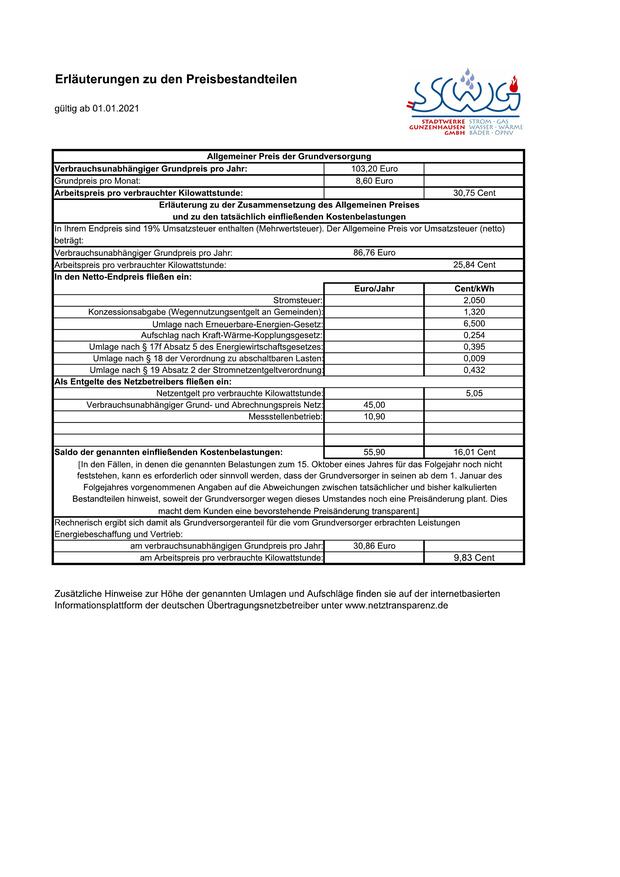 Erläuterungen zu den Preisbestandteilen
gültig ab 01.01.2021
SWG
STADTWERKE STROM - GAS
GUNZENHAUSEN WASSER - WÄRME
GMBH BÄDER - ÖPNV
Allgemeiner Preis der Grundversorgung
Verbrauchsunabhängiger Grundpreis pro Jahr: 103,20 Euro
Grundpreis pro Monat: 8,60 Euro
Arbeitspreis pro verbrauchter Kilowattstunde: 30,75 Cent
Erläuterung zu der Zusammensetzung des Allgemeinen Preises
und zu den tatsächlich einfließenden Kostenbelastungen
In Ihrem Endpreis sind 19% Umsatzsteuer enthalten (Mehrwertsteuer). Der Allgemeine Preis vor Umsatzsteuer (netto)
beträgt:
Verbrauchsunabhängiger Grundpreis pro Jahr: 86,76 Euro
Arbeitspreis pro verbrauchter Kilowattstunde: 25,84 Cent
In den Netto-Endpreis fließen ein:
Euro/Jahr Cent/kWh
Stromsteuer: 2,050
Konzessionsabgabe (Wegennutzungsentgelt an Gemeinden): 1,320
Umlage nach Erneuerbare-Energien-Gesetz: 6,500
Aufschlag nach Kraft-Wärme-Kopplungsgesetz: 0,254
Umlage nach § 17f Absatz 5 des Energiewirtschaftsgesetzes: 0,395
Umlage nach § 18 der Verordnung zu abschaltbaren Lasten: 0,009
Umlage nach § 19 Absatz 2 der Stromnetzentgeltverordnung: 0,432
Als Entgelte des Netzbetreibers fließen ein:
Netzentgelt pro verbrauchte Kilowattstunde: 5,05
Verbrauchsunabhängiger Grund- und Abrechnungspreis Netz: 45,00
Messstellenbetrieb: 10,90
Saldo der genannten einfließenden Kostenbelastungen: 55,90 16,01 Cent
[In den Fällen, in denen die genannten Belastungen zum 15. Oktober eines Jahres für das Folgejahr noch nicht
feststehen, kann es erforderlich oder sinnvoll werden, dass der Grundversorger in seinen ab dem 1. Januar des
Folgejahres vorgenommenen Angaben auf die Abweichungen zwischen tatsächlicher und bisher kalkulierten
Bestandteilen hinweist, soweit der Grundversorger wegen dieses Umstandes noch eine Preisänderung plant. Dies
macht dem Kunden eine bevorstehende Preisänderung transparent.]
Rechnerisch ergibt sich damit als Grundversorgeranteil für die vom Grundversorger erbrachten Leistungen
Energiebeschaffung und Vertrieb:
am verbrauchsunabhängigen Grundpreis pro Jahr: 30,86 Euro
am Arbeitspreis pro verbrauchte Kilowattstunde: 9,83 Cent
Zusätzliche Hinweise zur Höhe der genannten Umlagen und Aufschläge finden sie auf der internetbasierten
Informationsplattform der deutschen Übertragungsnetzbetreiber unter www.netztransparenz.de